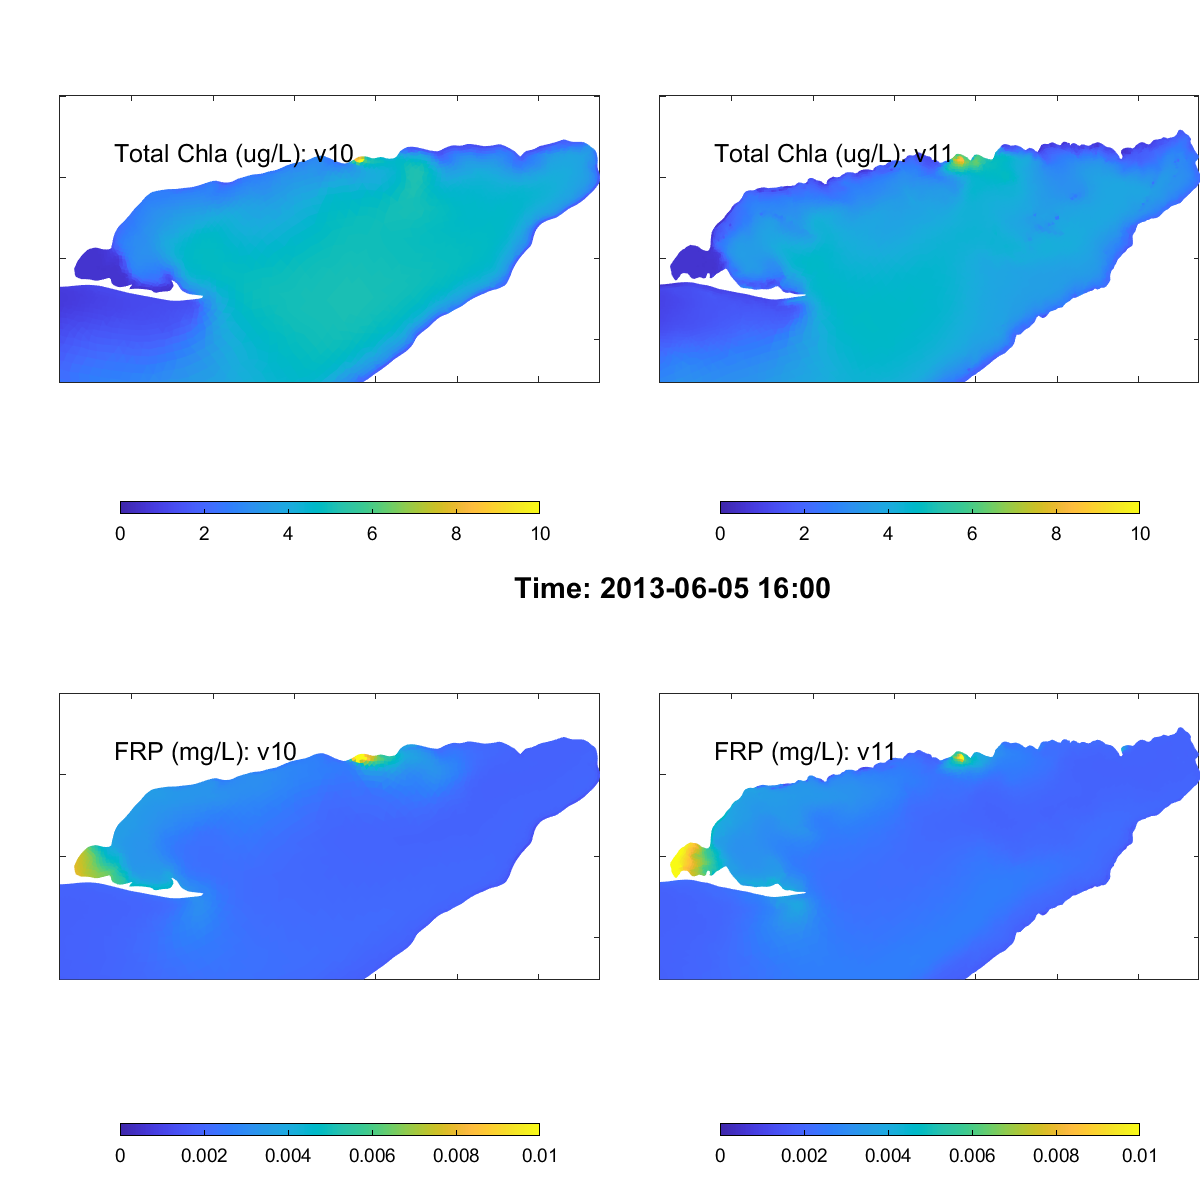 Total Chla (ug/L): v10
Total Chla (ug/L): v11
0 2 4 6 8 10
0 2 4 6 8 10
Time: 2013-06-05 16:00
FRP (mg/L): v10
FRP (mg/L): v11
0 0.002 0.004 0.006 0.008 0.01
0 0.002 0.004 0.006 0.008 0.01